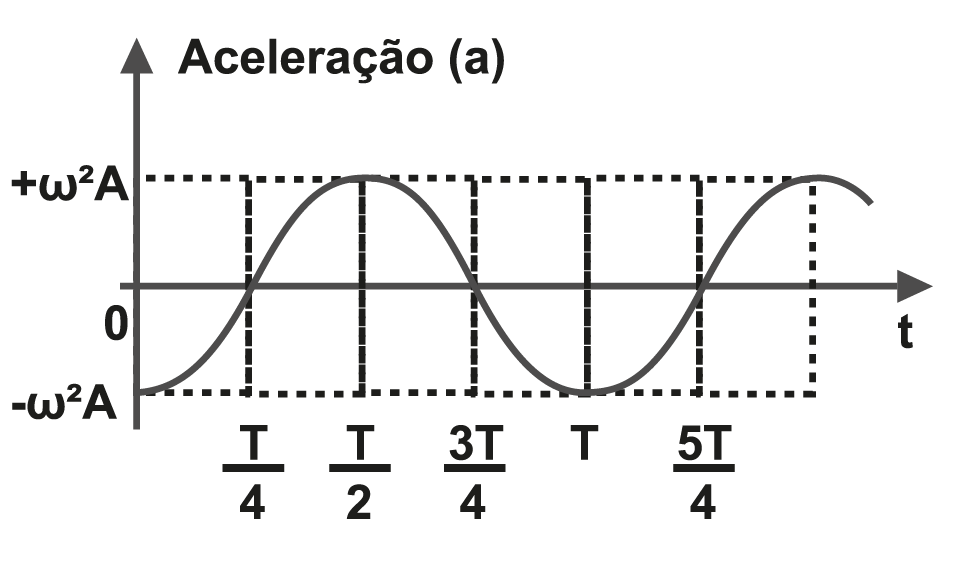 Aceleração (a)
+ω²A
0
t
-ω²A
T/4
T/2
3T/4
T
5T/4